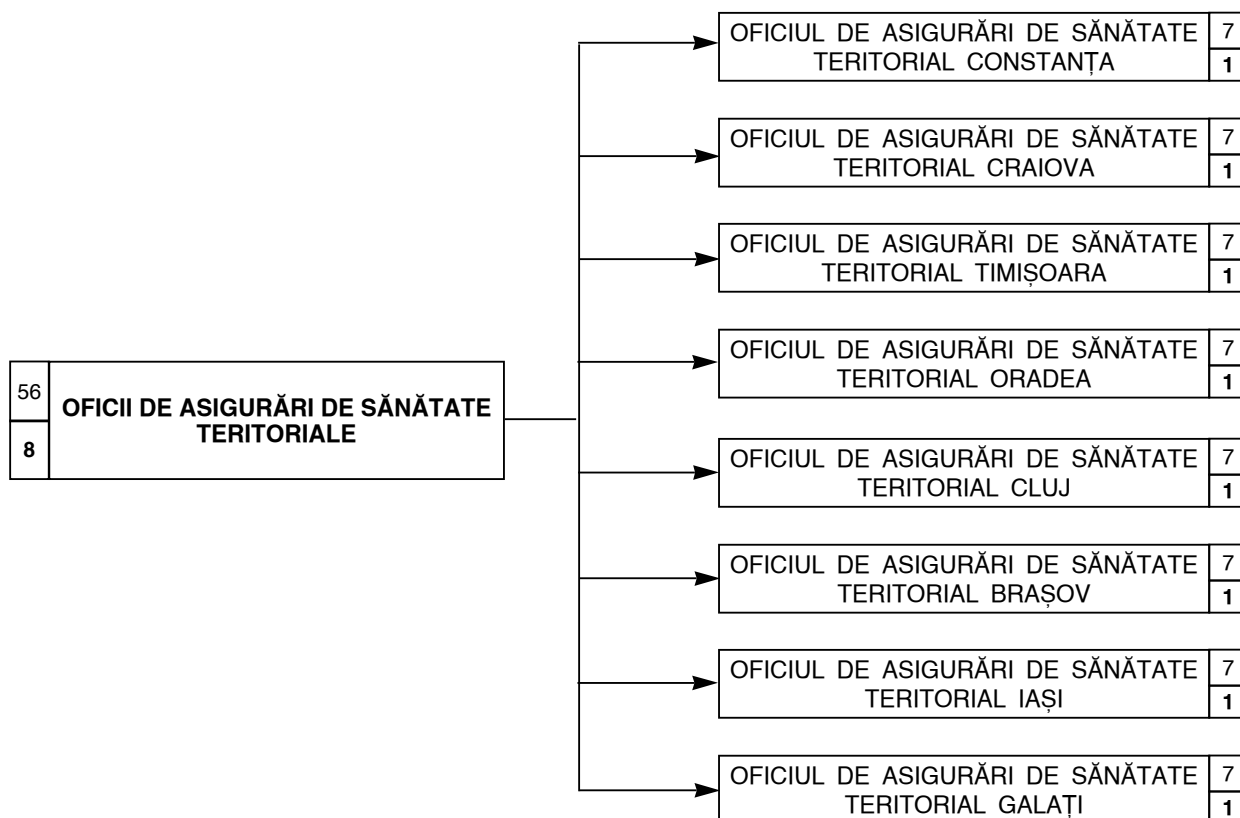 OFICIUL DE ASIGURĂRI DE SĂNĂTATE
TERITORIAL CONSTANȚA
7
1
OFICIUL DE ASIGURĂRI DE SĂNĂTATE
TERITORIAL CRAIOVA
7
1
OFICIUL DE ASIGURĂRI DE SĂNĂTATE
TERITORIAL TIMIȘOARA
7
1
OFICIUL DE ASIGURĂRI DE SĂNĂTATE
TERITORIAL ORADEA
7
1
56
8
OFICII DE ASIGURĂRI DE SĂNĂTATE
TERITORIALE
OFICIUL DE ASIGURĂRI DE SĂNĂTATE
TERITORIAL CLUJ
7
1
OFICIUL DE ASIGURĂRI DE SĂNĂTATE
TERITORIAL BRAȘOV
7
1
OFICIUL DE ASIGURĂRI DE SĂNĂTATE
TERITORIAL IAȘI
7
1
OFICIUL DE ASIGURĂRI DE SĂNĂTATE
TERITORIAL GALAȚI
7
1